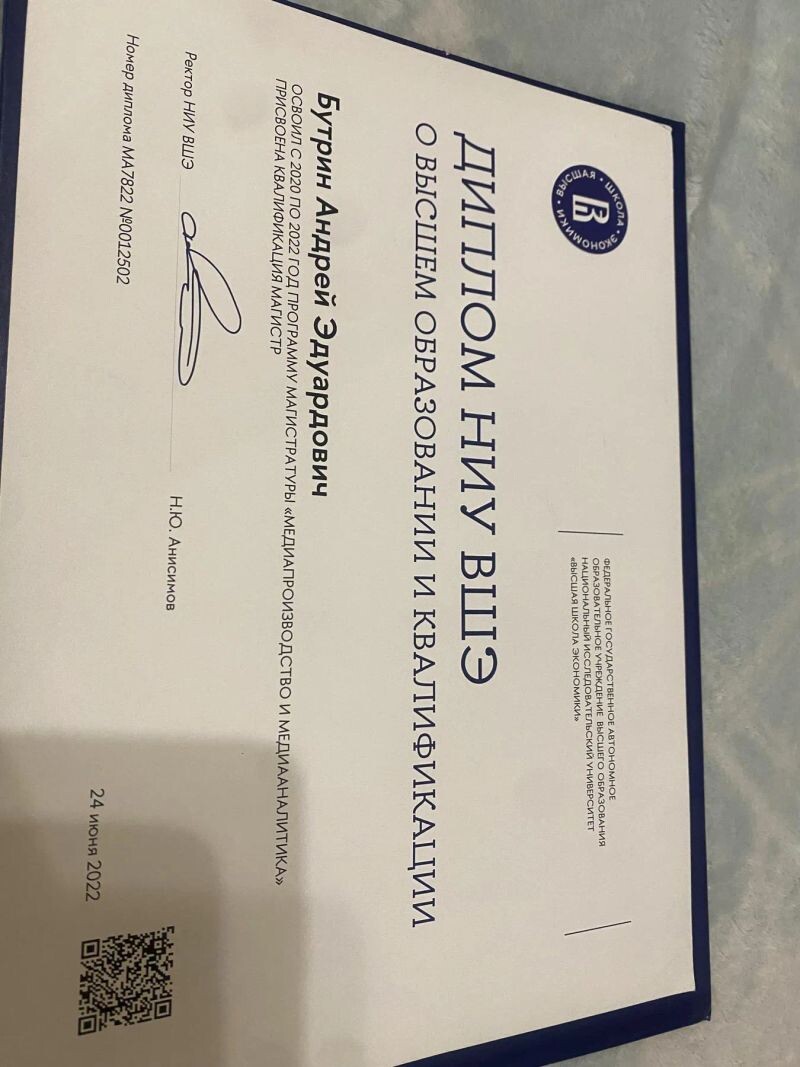 ВЫСШАЯ • ШКОЛА • ЭКОНОМИКИ •
ФЕДЕРАЛЬНОЕ ГОСУДАРСТВЕННОЕ АВТОНОМНОЕ
ОБРАЗОВАТЕЛЬНОЕ УЧРЕЖДЕНИЕ ВЫСШЕГО ОБРАЗОВАНИЯ
НАЦИОНАЛЬНЫЙ ИССЛЕДОВАТЕЛЬСКИЙ УНИВЕРСИТЕТ
«ВЫСШАЯ ШКОЛА ЭКОНОМИКИ»
ДИПЛОМ НИУ ВШЭ
О ВЫСШЕМ ОБРАЗОВАНИИ И КВАЛИФИКАЦИИ
Бутрин Андрей Эдуардович
ОСВОИЛ С 2020 ПО 2022 ГОД ПРОГРАММУ МАГИСТРАТУРЫ «МЕДИАПРОИЗВОДСТВО И МЕДИААНАЛИТИКА»
ПРИСВОЕНА КВАЛИФИКАЦИЯ МАГИСТР
Ректор НИУ ВШЭ Н.Ю. Анисимов
Номер диплома МА7822 №0012502 24 июня 2022